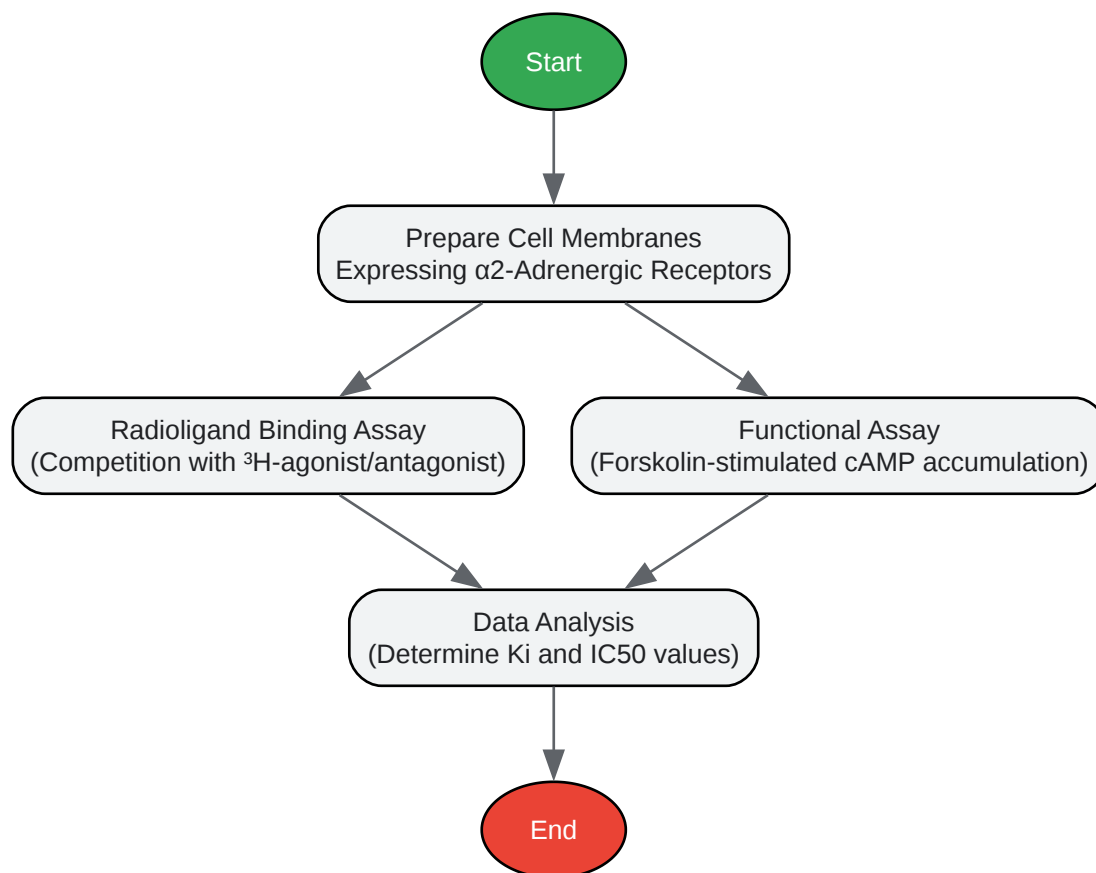 Start
Prepare Cell Membranes
Expressing α2-Adrenergic Receptors
Radioligand Binding Assay
(Competition with ³H-agonist/antagonist)
Functional Assay
(Forskolin-stimulated cAMP accumulation)
Data Analysis
(Determine Ki and IC50 values)
End